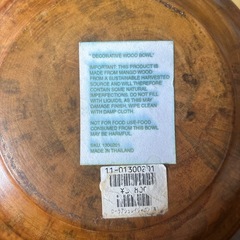 "DECORATIVE WOOD BOWL"
IMPORTANT: THIS PRODUCT IS
MADE FROM MANGO WOOD
FROM A SUSTAINABLE HARVESTED
SOURCE AND WILL THEREFORE
CONTAIN SOME NATURAL
IMPERFECTIONS. DO NOT FILL
WITH LIQUIDS, AS THIS MAY
DAMAGE FINISH, WIPE CLEAN
WITH DAMP CLOTH.
NOT FOR FOOD USE-FOOD
CONSUMED FROM THIS BOWL
MAY BE HARMFUL.
SKU
MADE IN THAILAND
11-01300291